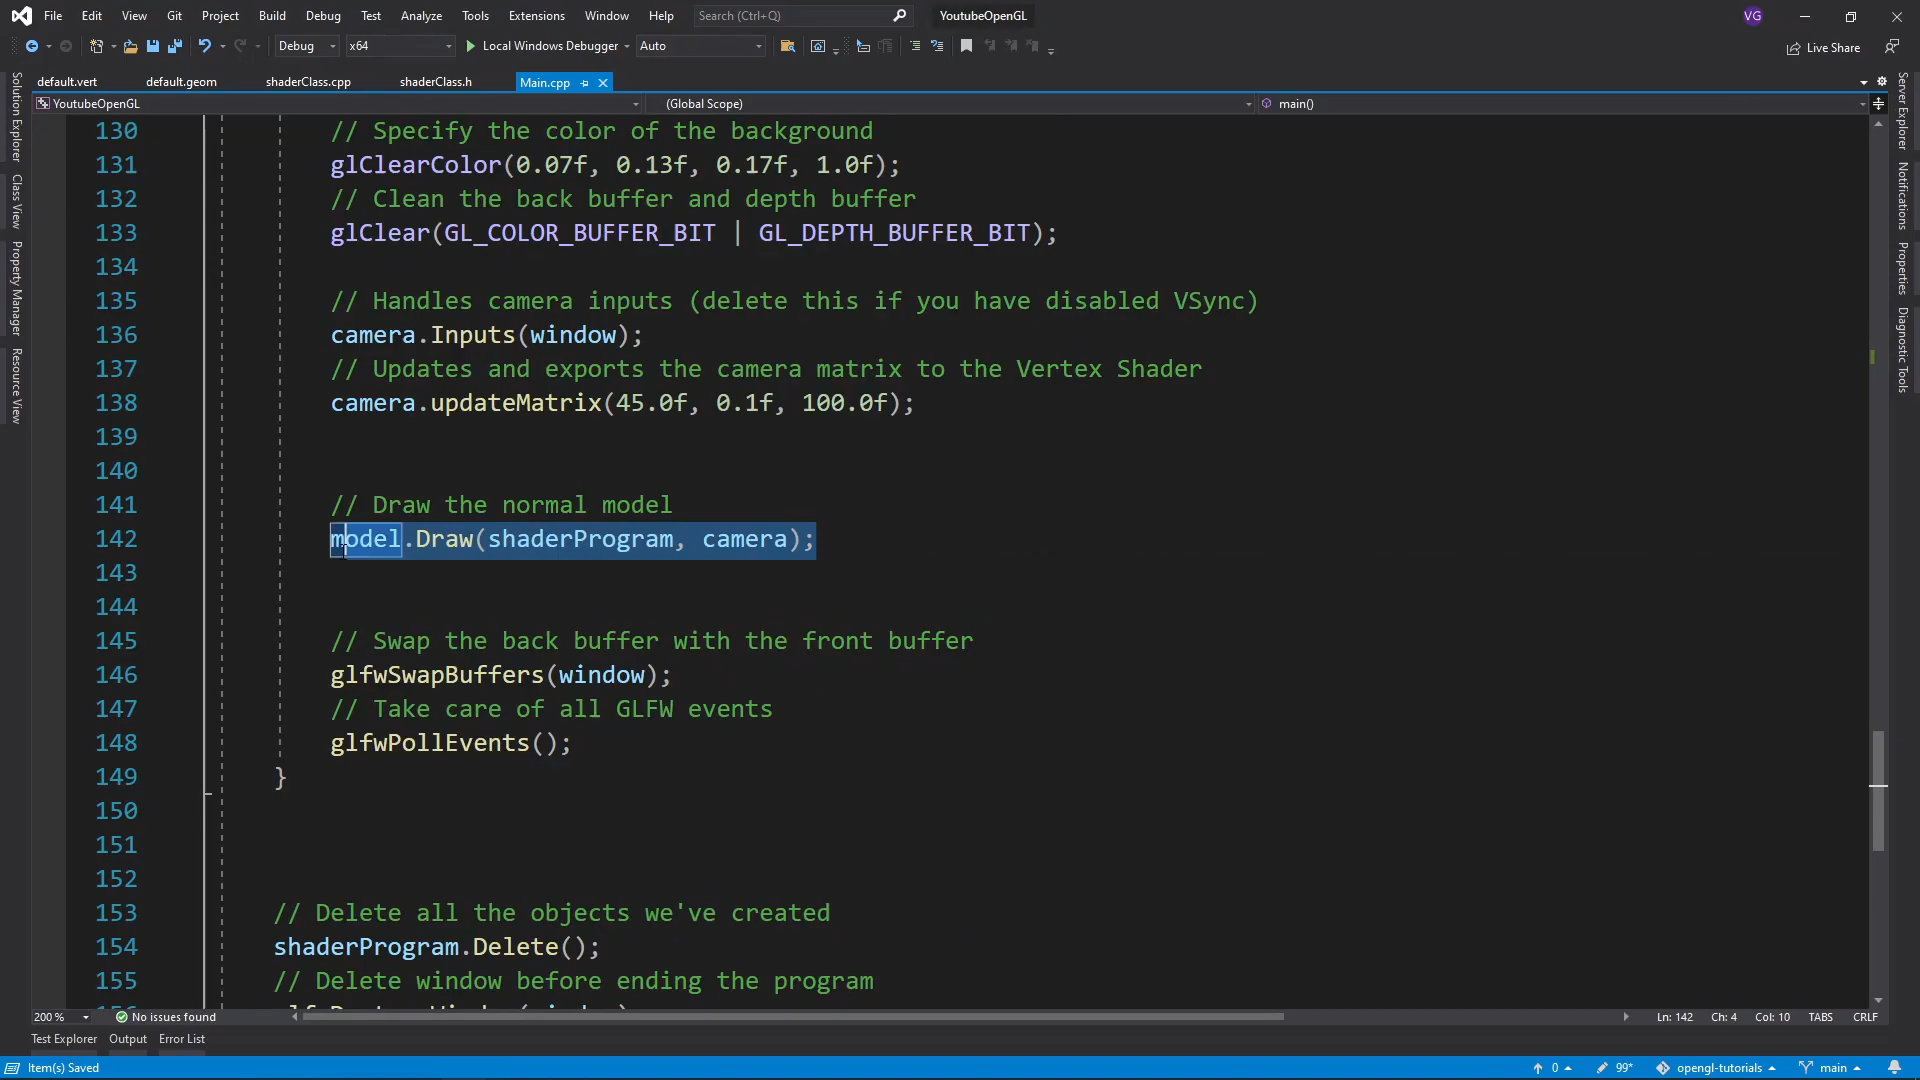 File Edit View Git Project Build Debug Test Analyze Tools Extensions Window Help Search (Ctrl+Q) YoutubeOpenGL VG
Debug x64 Local Windows Debugger Auto Live Share
default.vert default.geom shaderClass.cpp shaderClass.h Main.cpp
YoutubeOpenGL (Global Scope) main()
Solution Explorer
Class View
Property Manager
Resource View
130 // Specify the color of the background
131 glClearColor(0.07f, 0.13f, 0.17f, 1.0f);
132 // Clean the back buffer and depth buffer
133 glClear(GL_COLOR_BUFFER_BIT | GL_DEPTH_BUFFER_BIT);
134
135 // Handles camera inputs (delete this if you have disabled VSync)
136 camera.Inputs(window);
137 // Updates and exports the camera matrix to the Vertex Shader
138 camera.updateMatrix(45.0f, 0.1f, 100.0f);
139
140
141 // Draw the normal model
142 model.Draw(shaderProgram, camera);
143
144
145 // Swap the back buffer with the front buffer
146 glfwSwapBuffers(window);
147 // Take care of all GLFW events
148 glfwPollEvents();
149 }
150
151
152
153 // Delete all the objects we've created
154 shaderProgram.Delete();
155 // Delete window before ending the program
Server Explorer
Notifications
Properties
Diagnostic Tools
200 % No issues found Ln: 142 Ch: 4 Col: 10 TABS CRLF
Test Explorer Output Error List
Item(s) Saved 0 99* opengl-tutorials main